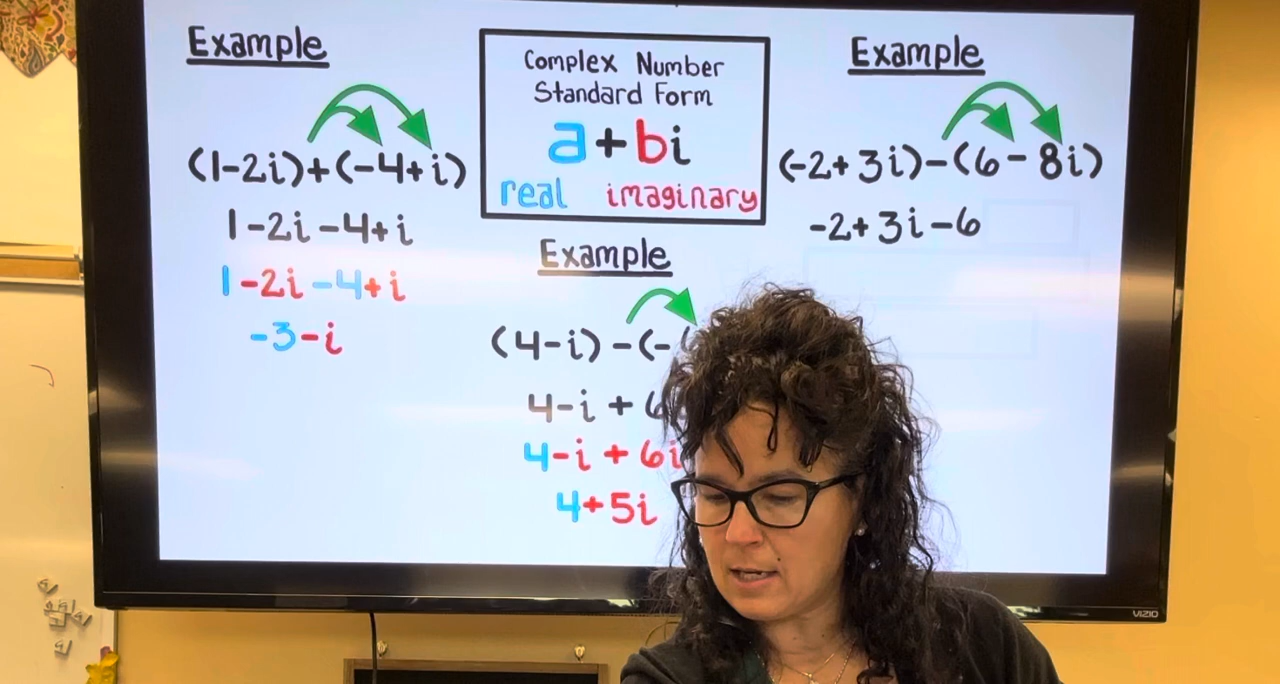 Example
(1-2i)+(-4+i)
1-2i-4+i
1-2i-4+i
-3-i
Complex Number
Standard Form
a+bi
real imaginary
Example
(4-i)-(-
4-i+6
4-i+6i
4+5i
Example
(-2+3i)-(6-8i)
-2+3i-6
VIZIO